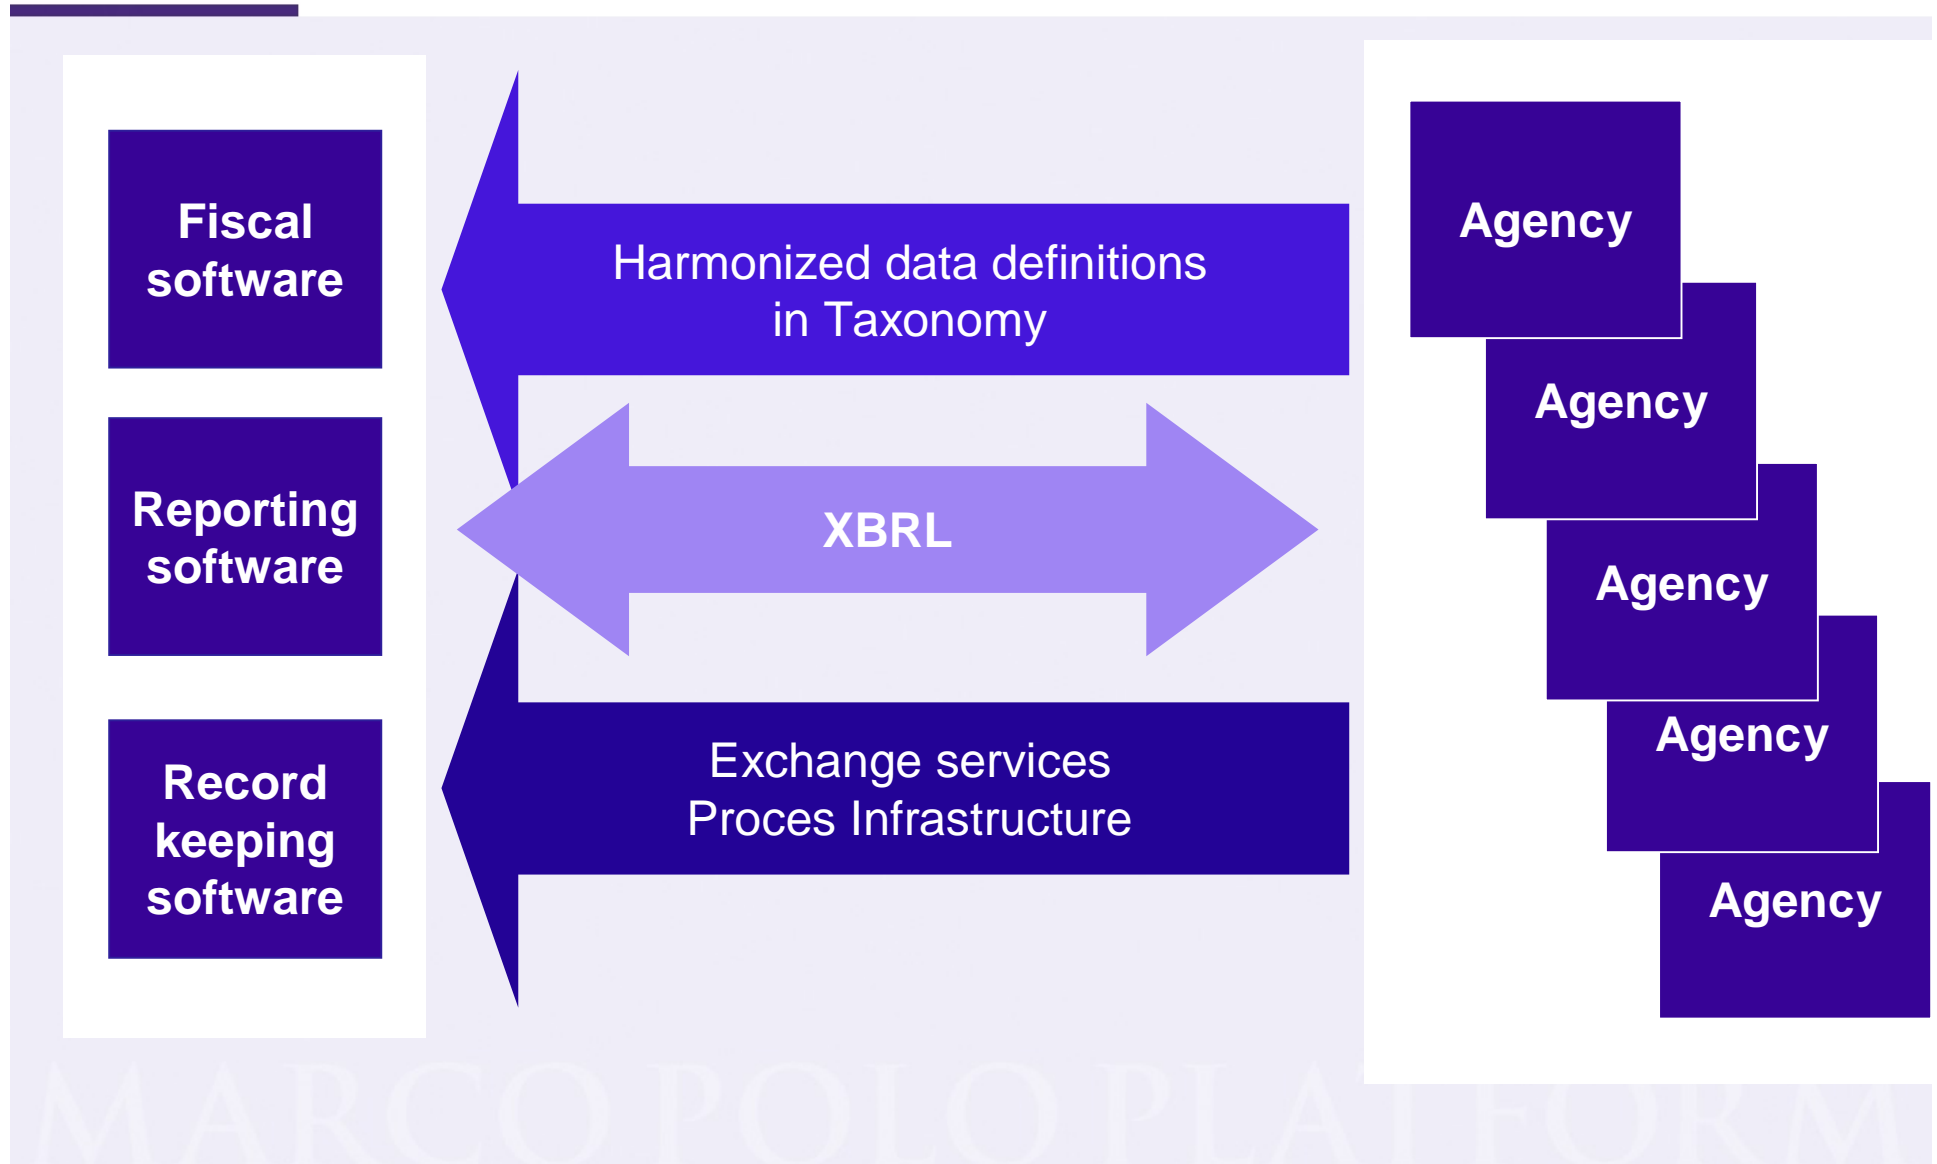 Fiscal
software
Reporting
software
Record
keeping
software
Harmonized data definitions
in Taxonomy
XBRL
Exchange services
Proces Infrastructure
Agency
Agency
Agency
Agency
Agency
MARCO POLO PLATFORM